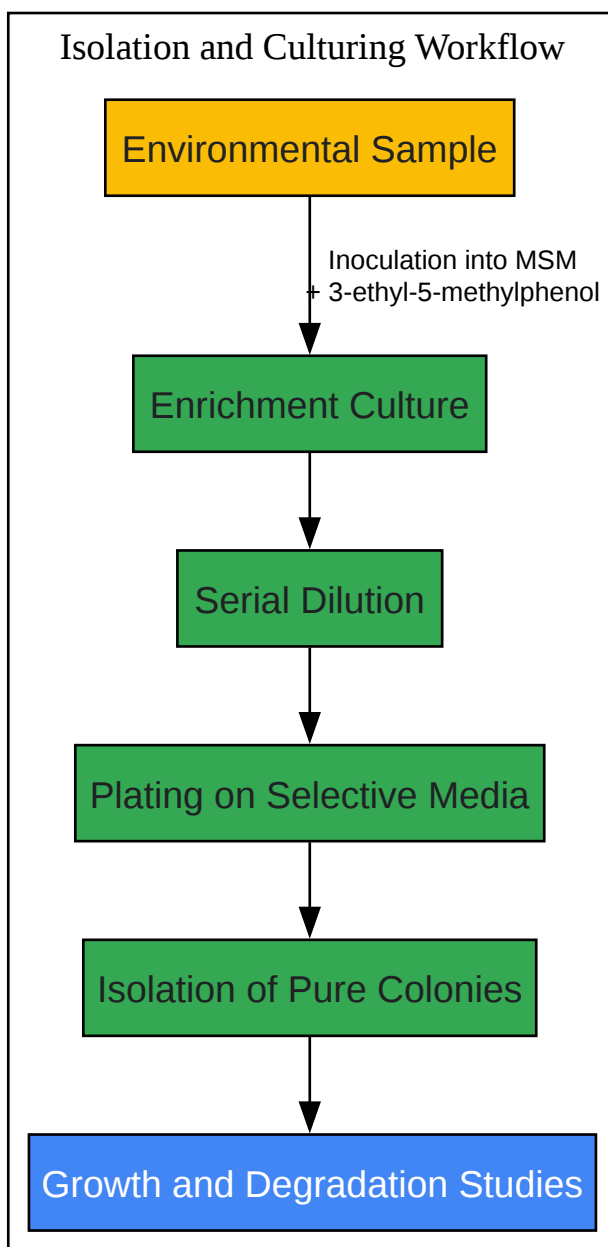 Isolation and Culturing Workflow
Environmental Sample
Inoculation into MSM
+ 3-ethyl-5-methylphenol
Enrichment Culture
Serial Dilution
Plating on Selective Media
Isolation of Pure Colonies
Growth and Degradation Studies